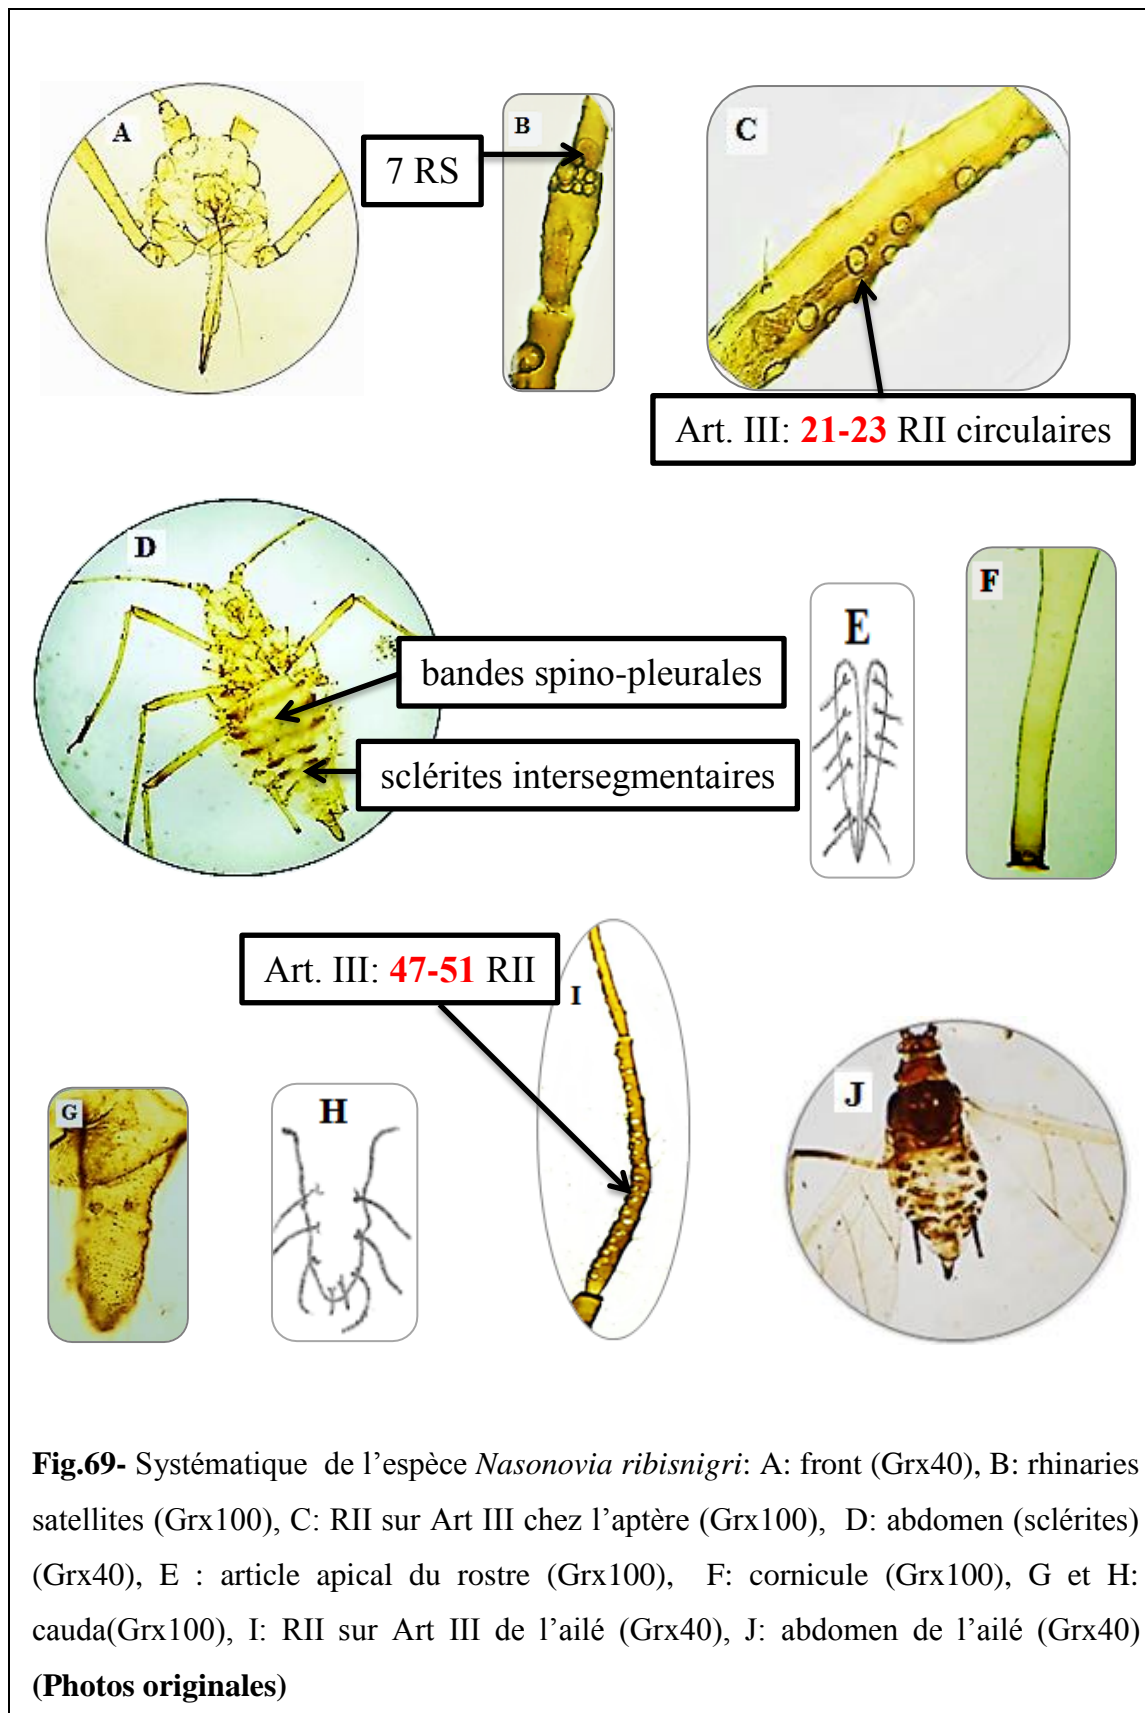 A
7 RS
B
C
Art. III: 21-23 RII circulaires
D
bandes spino-pleurales
sclérites intersegmentaires
E
F
Art. III: 47-51 RII
I
G
H
J
Fig.69- Systématique de l’espèce Nasonovia ribisnigri: A: front (Grx40), B: rhinaries
satellites (Grx100), C: RII sur Art III chez l’aptère (Grx100), D: abdomen (sclérites)
(Grx40), E : article apical du rostre (Grx100), F: cornicule (Grx100), G et H:
cauda(Grx100), I: RII sur Art III de l’ailé (Grx40), J: abdomen de l’ailé (Grx40)
(Photos originales)